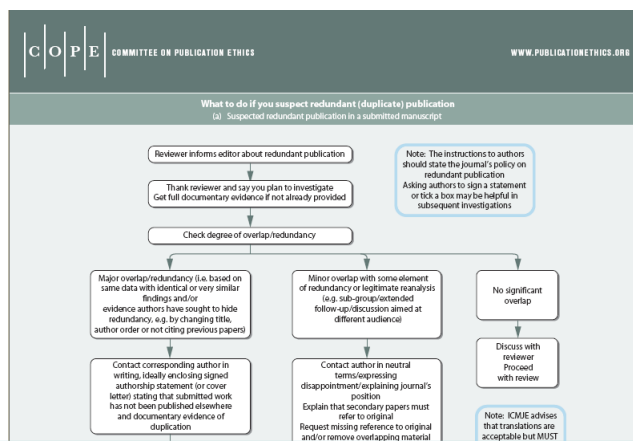 COPE COMMITTEE ON PUBLICATION ETHICS
WWW.PUBLICATIONETHICS.ORG
What to do if you suspect redundant (duplicate) publication
(a) Suspected redundant publication in a submitted manuscript
Reviewer informs editor about redundant publication
Note: The instructions to authors
should state the journal's policy on
redundant publication
Asking authors to sign a statement
or tick a box may be helpful in
subsequent investigations
Thank reviewer and say you plan to investigate
Get full documentary evidence if not already provided
Check degree of overlap/redundancy
Major overlap/redundancy (i.e. based on
same data with identical or very similar
findings and/or
evidence authors have sought to hide
redundancy, e.g. by changing title,
author order or not citing previous papers)
Minor overlap with some element
of redundancy or legitimate reanalysis
(e.g. sub-group/extended
follow-up/discussion aimed at
different audience)
No significant
overlap
Contact corresponding author in
writing, ideally enclosing signed
authorship statement (or cover
letter) stating that submitted work
has not been published elsewhere
and documentary evidence of
duplication
Contact author in neutral
terms/expressing
disappointment/explaining journal's
position
Explain that secondary papers must
refer to original
Request missing reference to original
and/or remove overlapping material
Discuss with
reviewer
Proceed
with review
Note: ICMJE advises
that translations are
acceptable but MUST